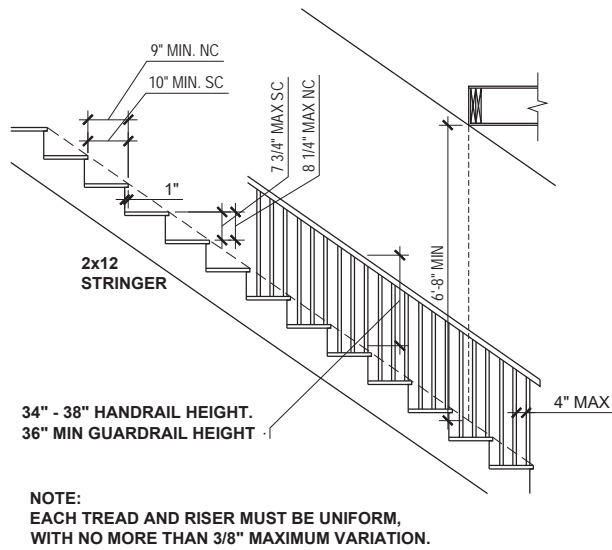 9" MIN. NC
10" MIN. SC
7 3/4" MAX SC
8 1/4" MAX NC
1"
2x12
STRINGER
6'-8" MIN
34" - 38" HANDRAIL HEIGHT.
36" MIN GUARDRAIL HEIGHT
4" MAX
NOTE:
EACH TREAD AND RISER MUST BE UNIFORM,
WITH NO MORE THAN 3/8" MAXIMUM VARIATION.